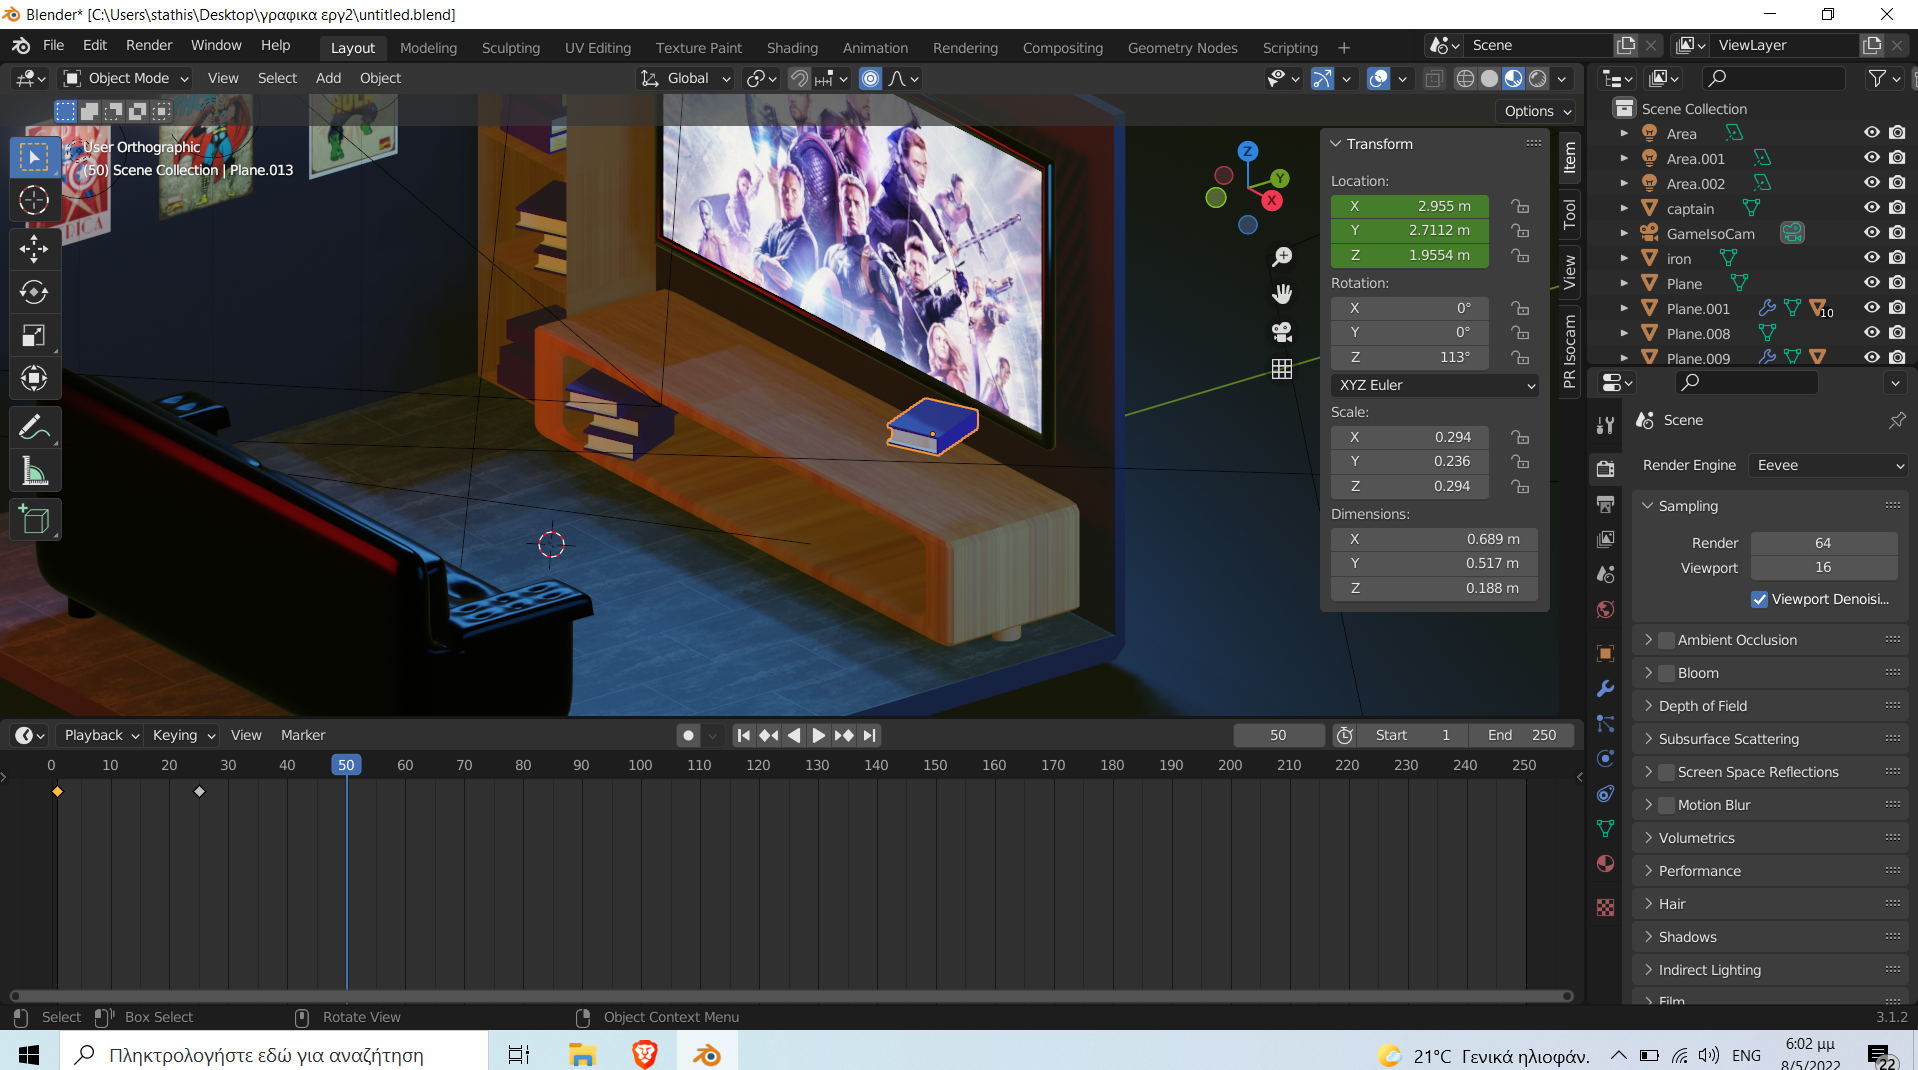 Blender* [C:\Users\stathis\Desktop\γραφικα εργ2\untitled.blend]
File Edit Render Window Help Layout Modeling Sculpting UV Editing Texture Paint Shading Animation Rendering Compositing Geometry Nodes Scripting Scene ViewLayer
Object Mode View Select Add Object Global
Options
User Orthographic
(50) Scene Collection | Plane.013
Transform
Location:
X 2.955 m
Y 2.7112 m
Z 1.9554 m
Rotation:
X 0°
Y 0°
Z 113°
XYZ Euler
Scale:
X 0.294
Y 0.236
Z 0.294
Dimensions:
X 0.689 m
Y 0.517 m
Z 0.188 m
Item
Tool
View
PR Isocam
Z
Y
X
Scene Collection
Area
Area.001
Area.002
captain
GameIsoCam
iron
Plane
Plane.001 10
Plane.008
Plane.009
Scene
Render Engine Eevee
Sampling
Render 64
Viewport 16
Viewport Denoisi...
Ambient Occlusion
Bloom
Depth of Field
Subsurface Scattering
Screen Space Reflections
Motion Blur
Volumetrics
Performance
Hair
Shadows
Indirect Lighting
Film
Playback Keying View Marker 50 Start 1 End 250
0 10 20 30 40 50 60 70 80 90 100 110 120 130 140 150 160 170 180 190 200 210 220 230 240 250
Select Box Select Rotate View Object Context Menu 3.1.2
Πληκτρολογήστε εδώ για αναζήτηση 21°C Γενικά ηλιοφάν. ENG 6:02 μμ
8/5/2022 22